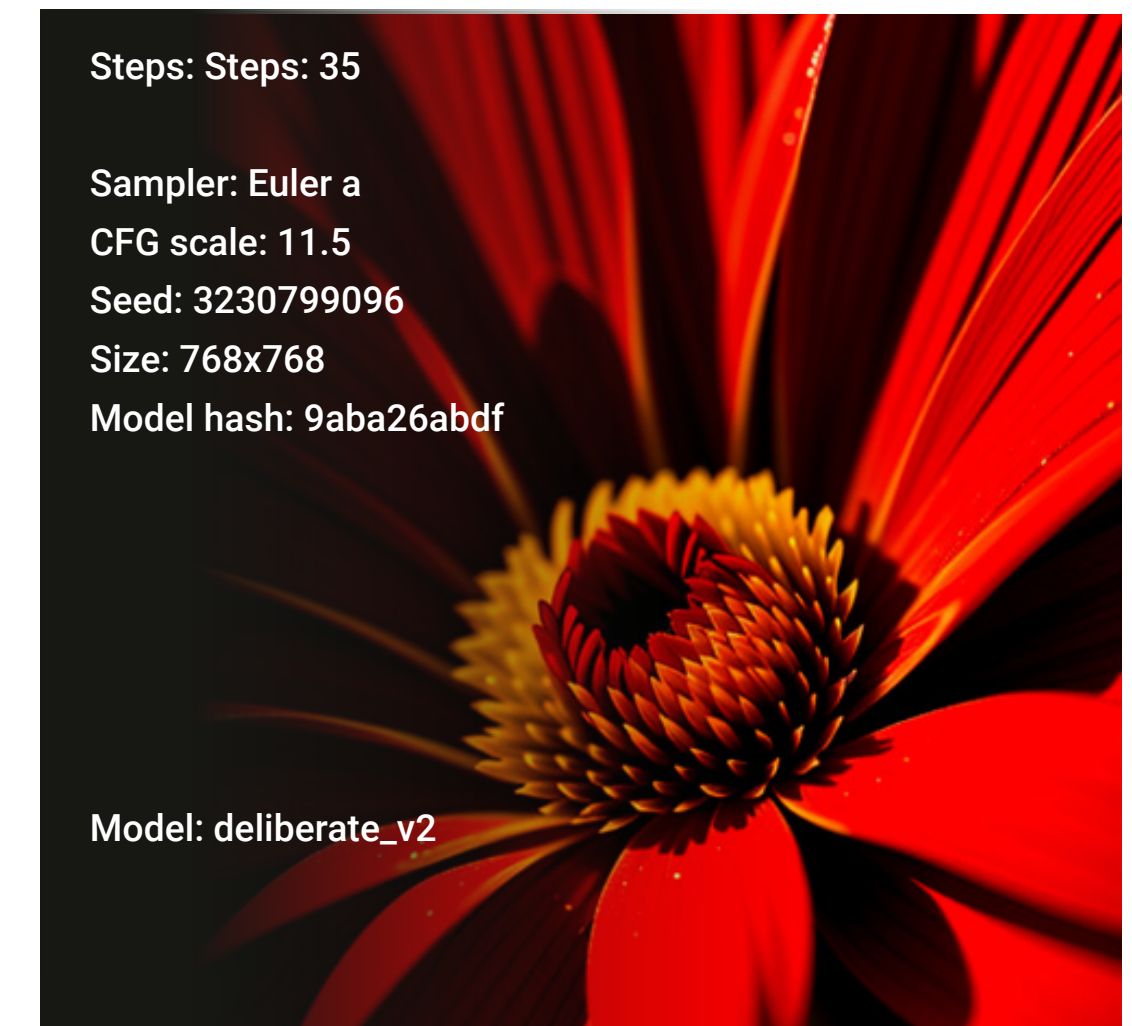 Steps: Steps: 35
Sampler: Euler a
CFG scale: 11.5
Seed: 3230799096
Size: 768x768
Model hash: 9aba26abdf
Model: deliberate_v2